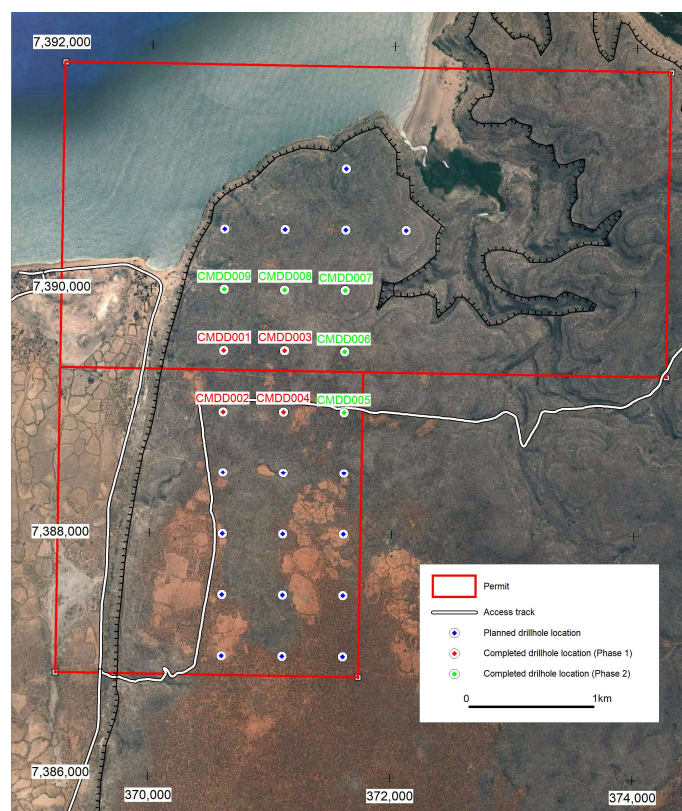 7,392,000
CMDD009 CMDD008 CMDD007
7,390,000
CMDD001 CMDD003 CMDD006
CMDD002 CMDD004 CMDD005
7,388,000
Permit
Access track
Planned drillhole location
Completed drilhole location (Phase 1)
Completed drillhole location (Phase 2)
0 1km
7,386,000
370,000 372,000 374,000